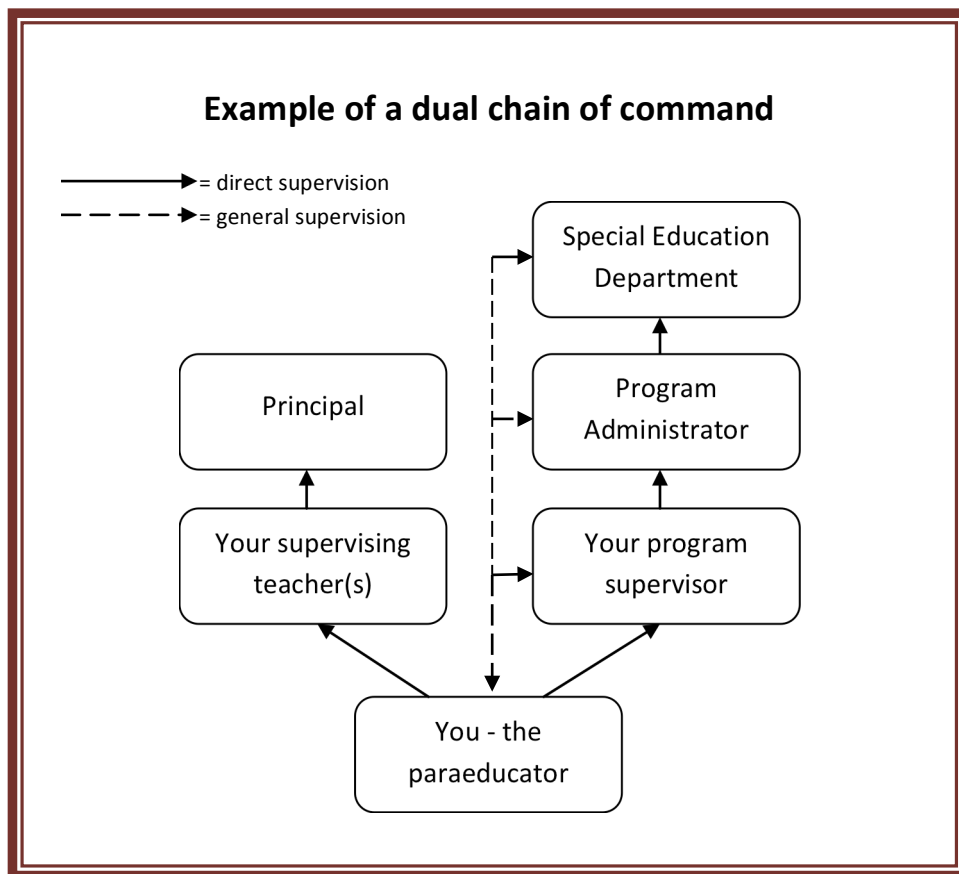 Example of a dual chain of command
= direct supervision
= general supervision
Special Education
Department
Principal
Program
Administrator
Your supervising
teacher(s)
Your program
supervisor
You - the
paraeducator